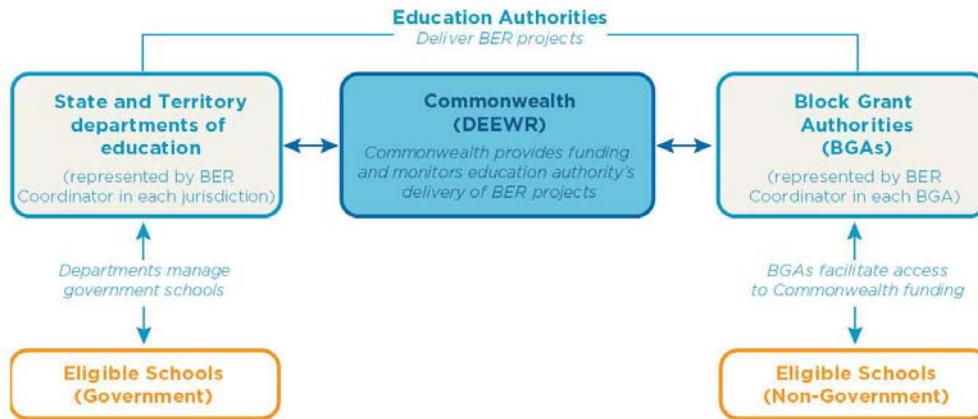 Education Authorities
Deliver BER projects
State and Territory
departments of
education
(represented by BER
Coordinator in each jurisdiction)
Commonwealth
(DEEWR)
Commonwealth provides funding
and monitors education authority's
delivery of BER projects
Block Grant
Authorities
(BGAs)
(represented by BER
Coordinator in each BGA)
Departments manage
government schools
BGAs facilitate access
to Commonwealth funding
Eligible Schools
(Government)
Eligible Schools
(Non-Government)